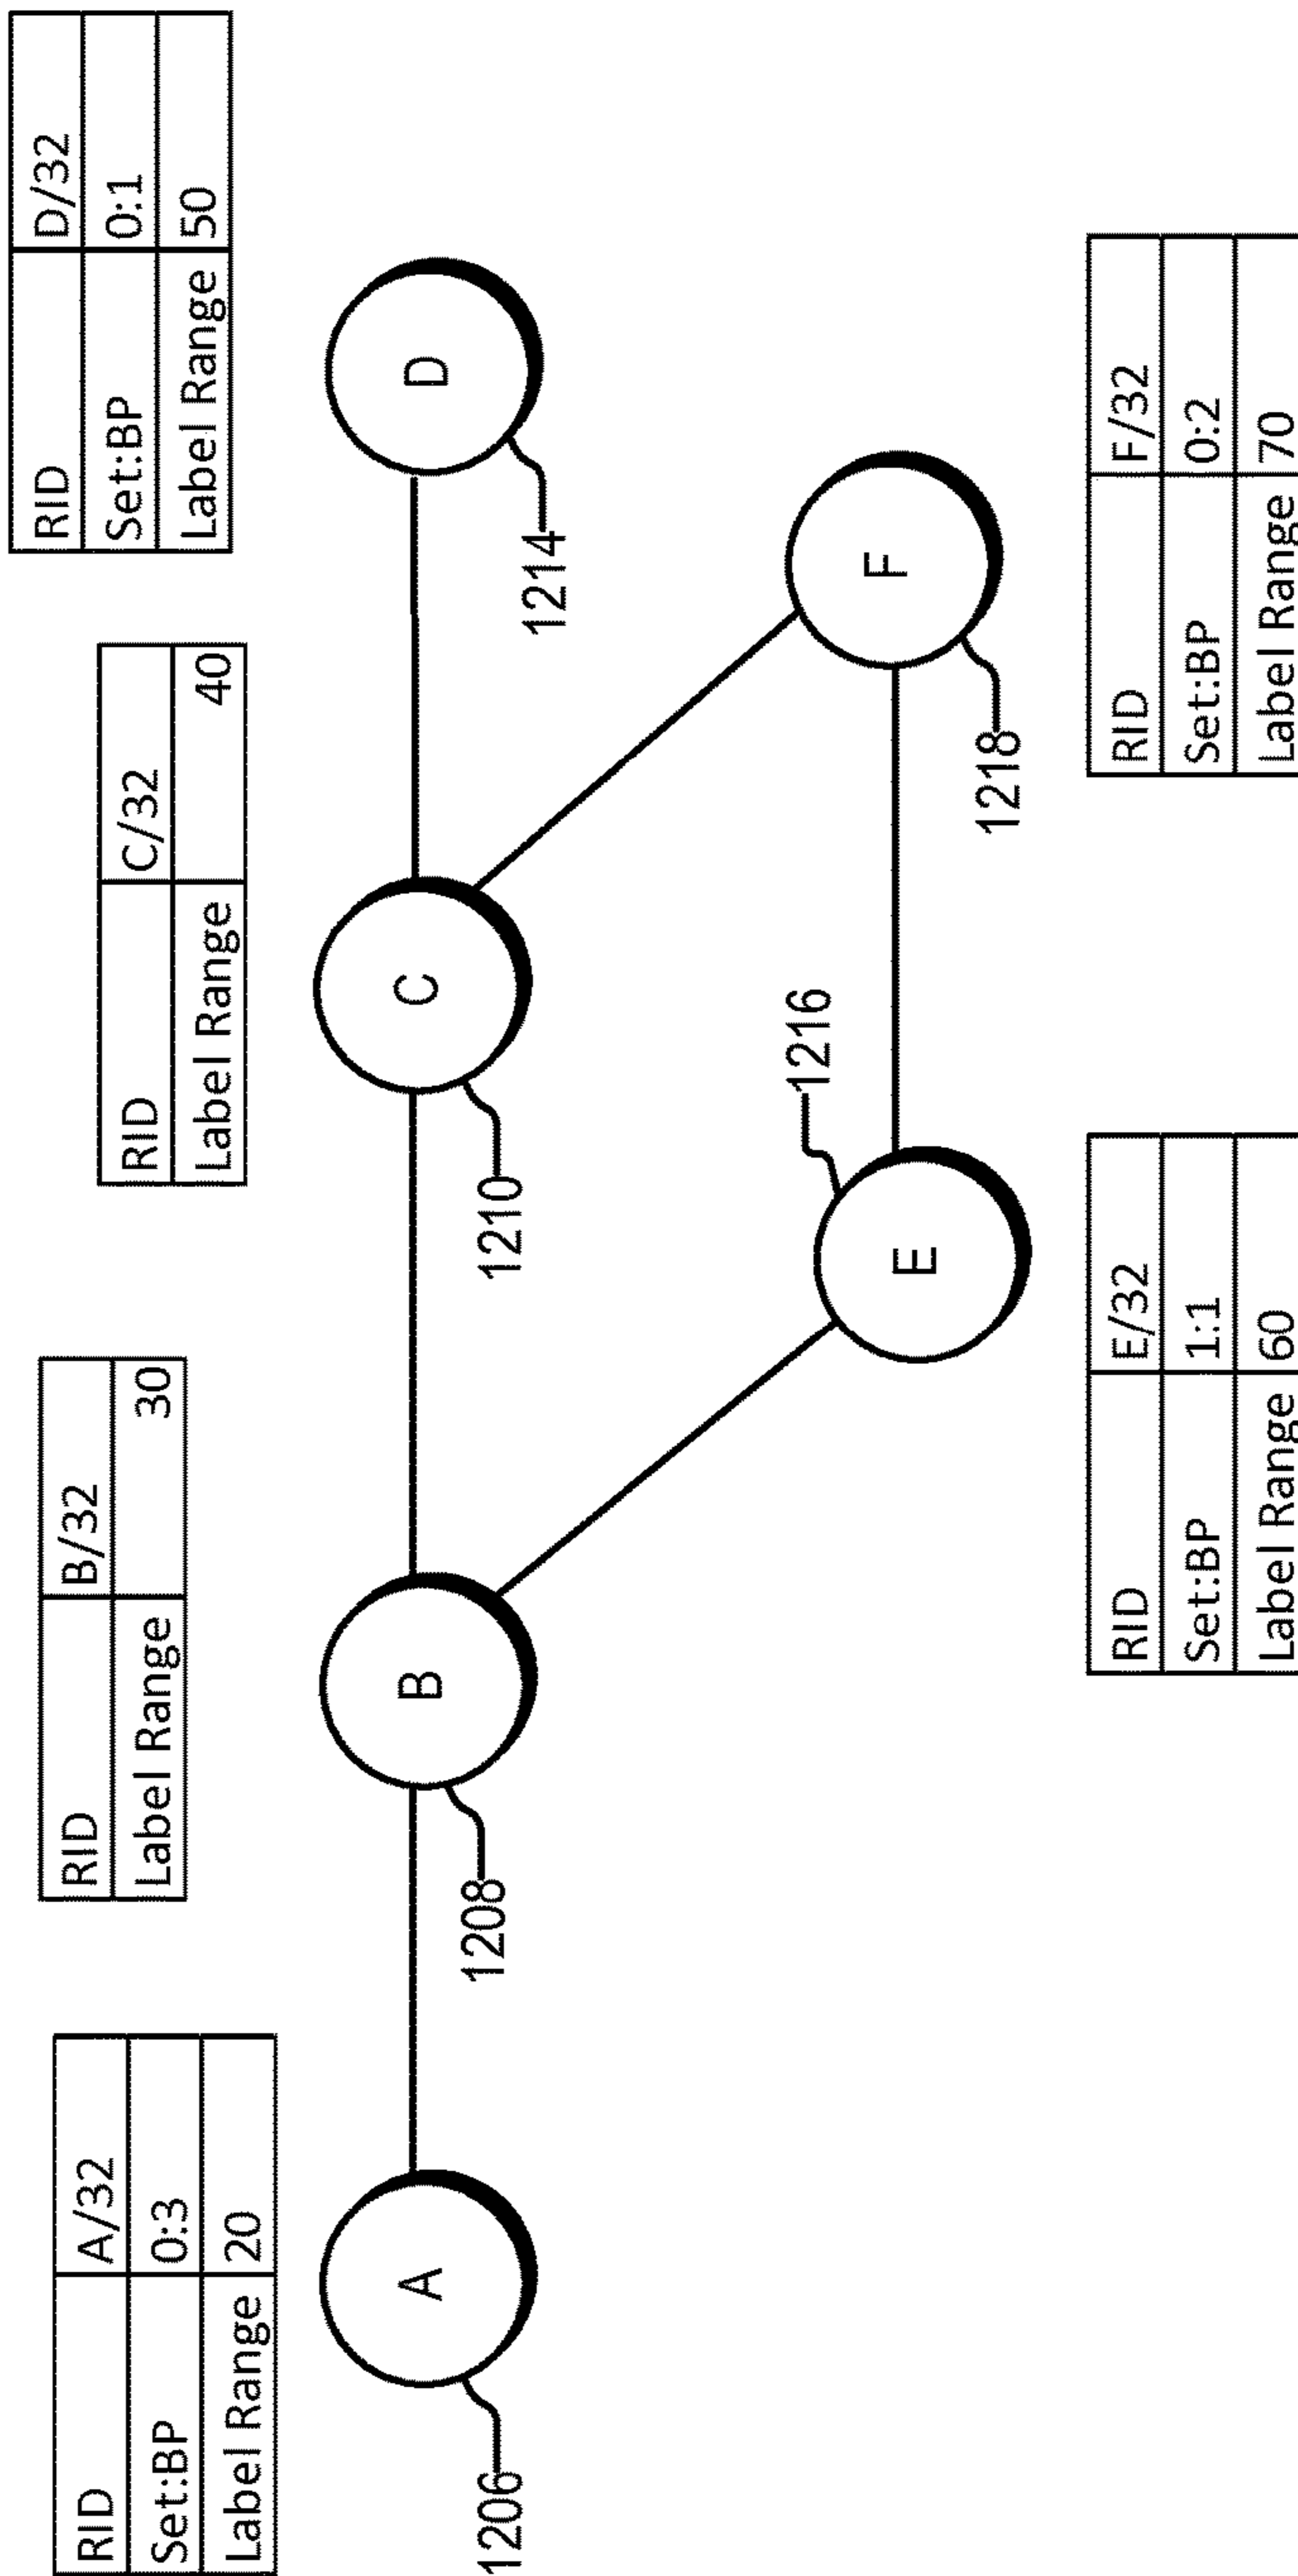 RID A/32
Set:BP 0:3
Label Range 20
RID B/32
Label Range 30
RID C/32
Label Range 40
RID D/32
Set:BP 0:1
Label Range 50
A
B
C
D
1206
1208
1210
1214
1216
E
F
1218
RID E/32
Set:BP 1:1
Label Range 60
RID F/32
Set:BP 0:2
Label Range 70